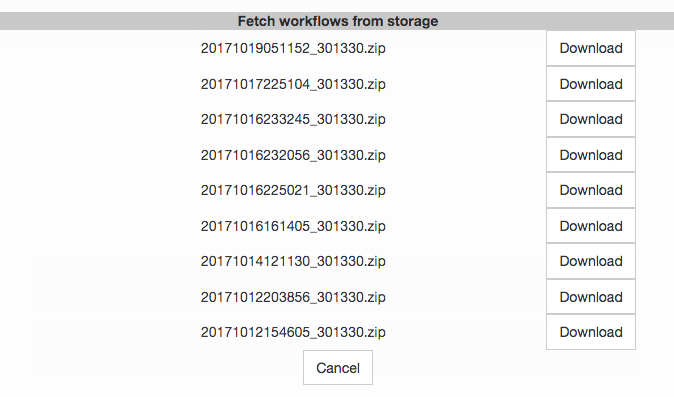 Fetch workflows from storage
20171019051152_301330.zip Download
20171017225104_301330.zip Download
20171016233245_301330.zip Download
20171016232056_301330.zip Download
20171016225021_301330.zip Download
20171016161405_301330.zip Download
20171014121130_301330.zip Download
20171012203856_301330.zip Download
20171012154605_301330.zip Download
Cancel